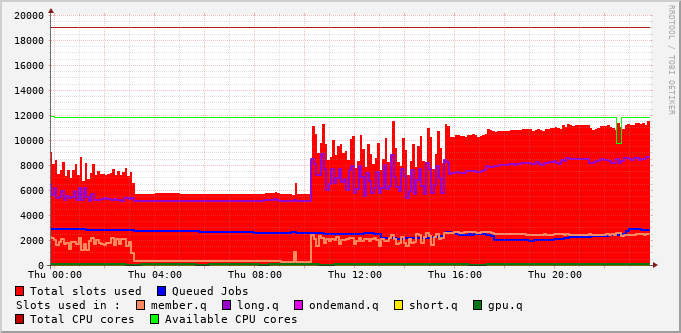 20000
18000
16000
14000
12000
10000
8000
6000
4000
2000
0
Thu 00:00 Thu 04:00 Thu 08:00 Thu 12:00 Thu 16:00 Thu 20:00
RRDTOOL / TOBI OETIKER
Total slots used Queued Jobs
Slots used in : member.q long.q ondemand.q short.q gpu.q
Total CPU cores Available CPU cores